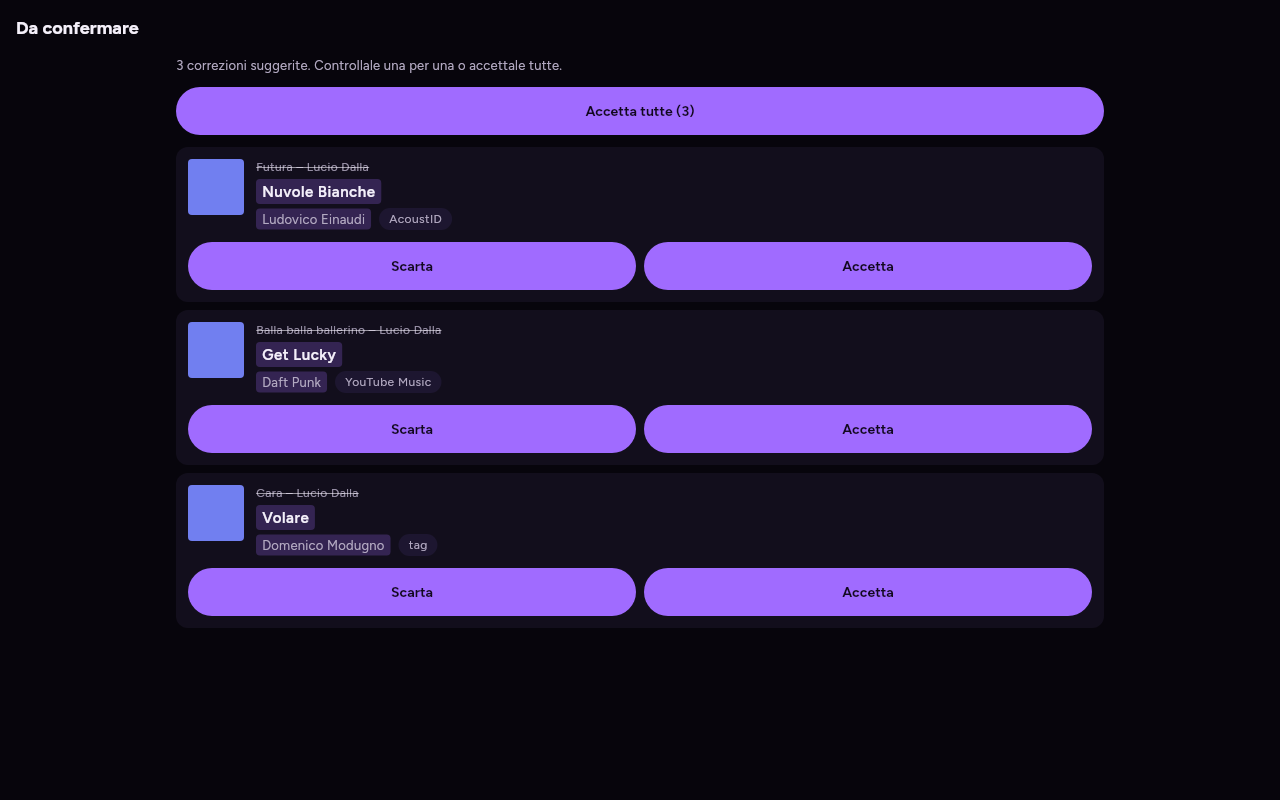 Da confermare
3 correzioni suggerite. Controllale una per una o accettale tutte.
Accetta tutte (3)
Futura – Lucio Dalla
Nuvole Bianche
Ludovico Einaudi AcoustID
Scarta Accetta
Balla balla ballerino – Lucio Dalla
Get Lucky
Daft Punk YouTube Music
Scarta Accetta
Cara – Lucio Dalla
Volare
Domenico Modugno tag
Scarta Accetta